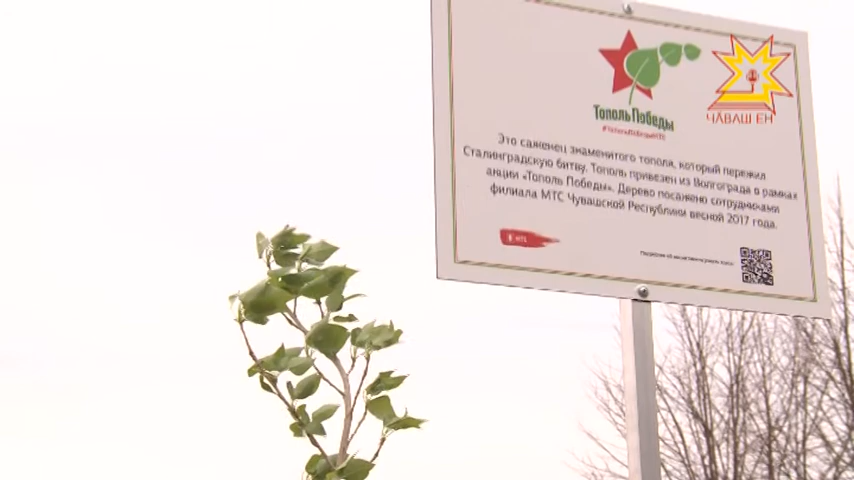 Тополь Победы
#ТопольПобедыМТС
ЧӐВАШ ЕН
Это саженец знаменитого тополя, который пережил
Сталинградскую битву. Тополь привезен из Волгограда в рамках
акции «Тополь Победы». Дерево посажено сотрудниками
филиала МТС Чувашской Республики весной 2017 года.
МТС